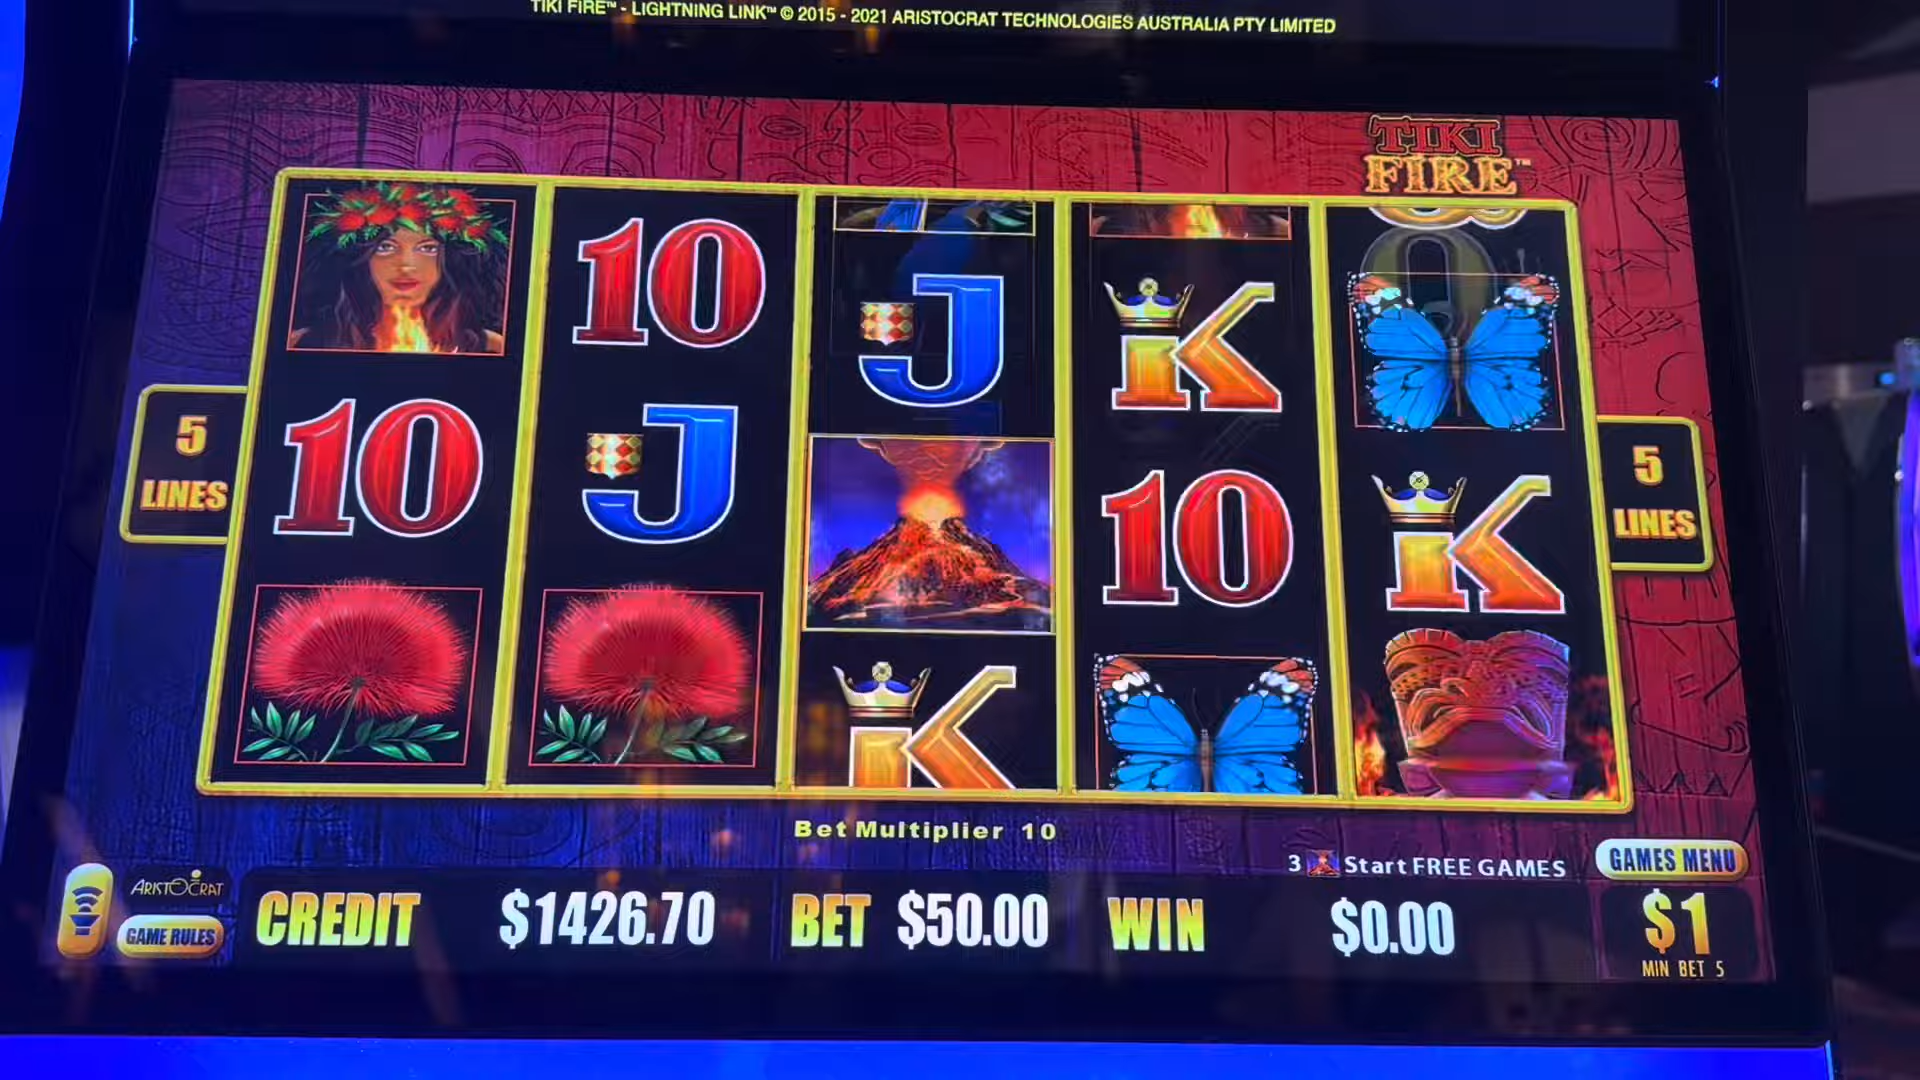 TIKI FIRE™ - LIGHTNING LINK™ © 2015 - 2021 ARISTOCRAT TECHNOLOGIES AUSTRALIA PTY LIMITED
TIKI
FIRE™
10
J
K
Q
5
LINES
10
J
10
K
5
LINES
K
Bet Multiplier 10
3 Start FREE GAMES
GAMES MENU
ARISTOCRAT
GAME RULES
CREDIT $1426.70
BET $50.00
WIN $0.00
$1
MIN BET 5